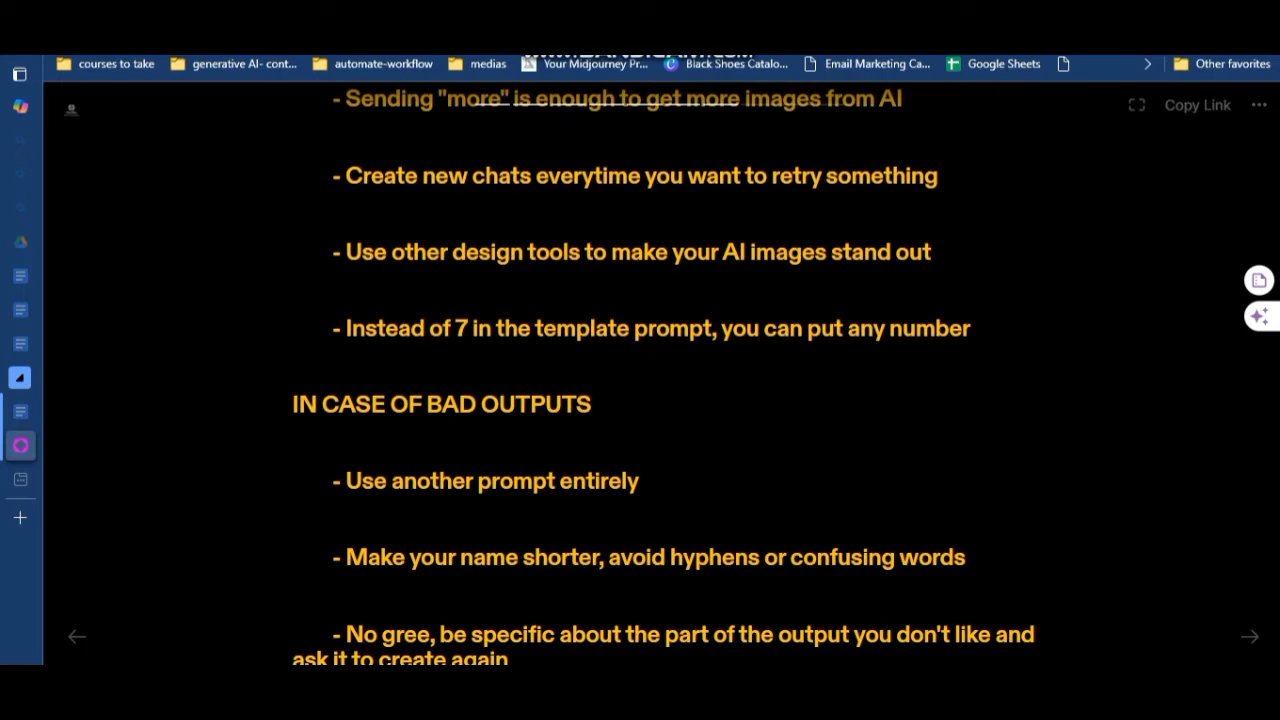 courses to take
generative AI- cont...
automate-workflow
medias
Your Midjourney Pr...
Black Shoes Catalo...
Email Marketing Ca...
Google Sheets
Other favorites
- Sending "more" is enough to get more images from AI
Copy Link
- Create new chats everytime you want to retry something
- Use other design tools to make your AI images stand out
- Instead of 7 in the template prompt, you can put any number
IN CASE OF BAD OUTPUTS
- Use another prompt entirely
- Make your name shorter, avoid hyphens or confusing words
- No gree, be specific about the part of the output you don't like and
ask it to create again